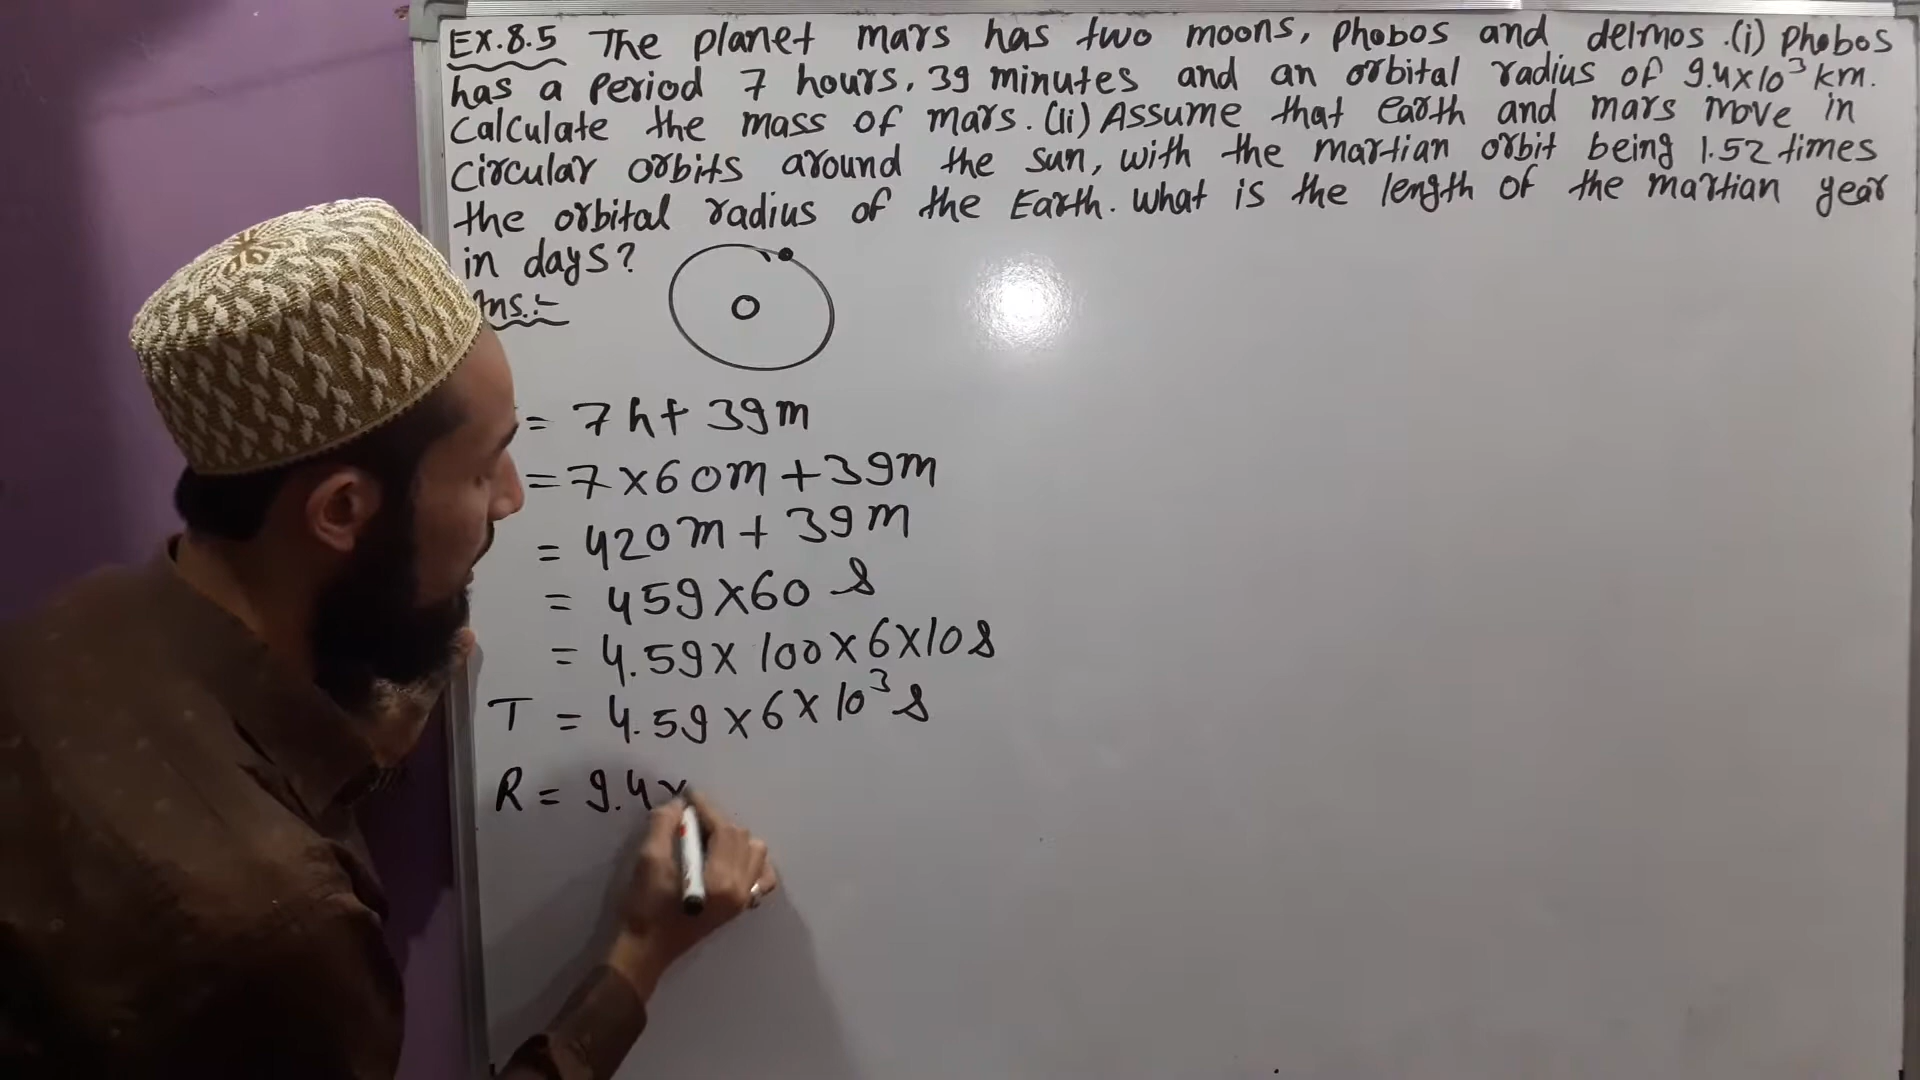 Ex.8.5 The planet mars has two moons, phobos and delmos.(i) phobos
has a period 7 hours, 39 minutes and an orbital radius of 9.4x10³ km.
Calculate the mass of mars. (ii) Assume that earth and mars move in
circular orbits around the sun, with the martian orbit being 1.52 times
the orbital radius of the Earth. What is the length of the martian year
in days?
Ans.:-
= 7h + 39m
= 7 x 60m + 39m
= 420m + 39m
= 459 x 60 s
= 4.59 x 100 x 6 x 10 s
T = 4.59 x 6 x 10³ s
R = 9.4x